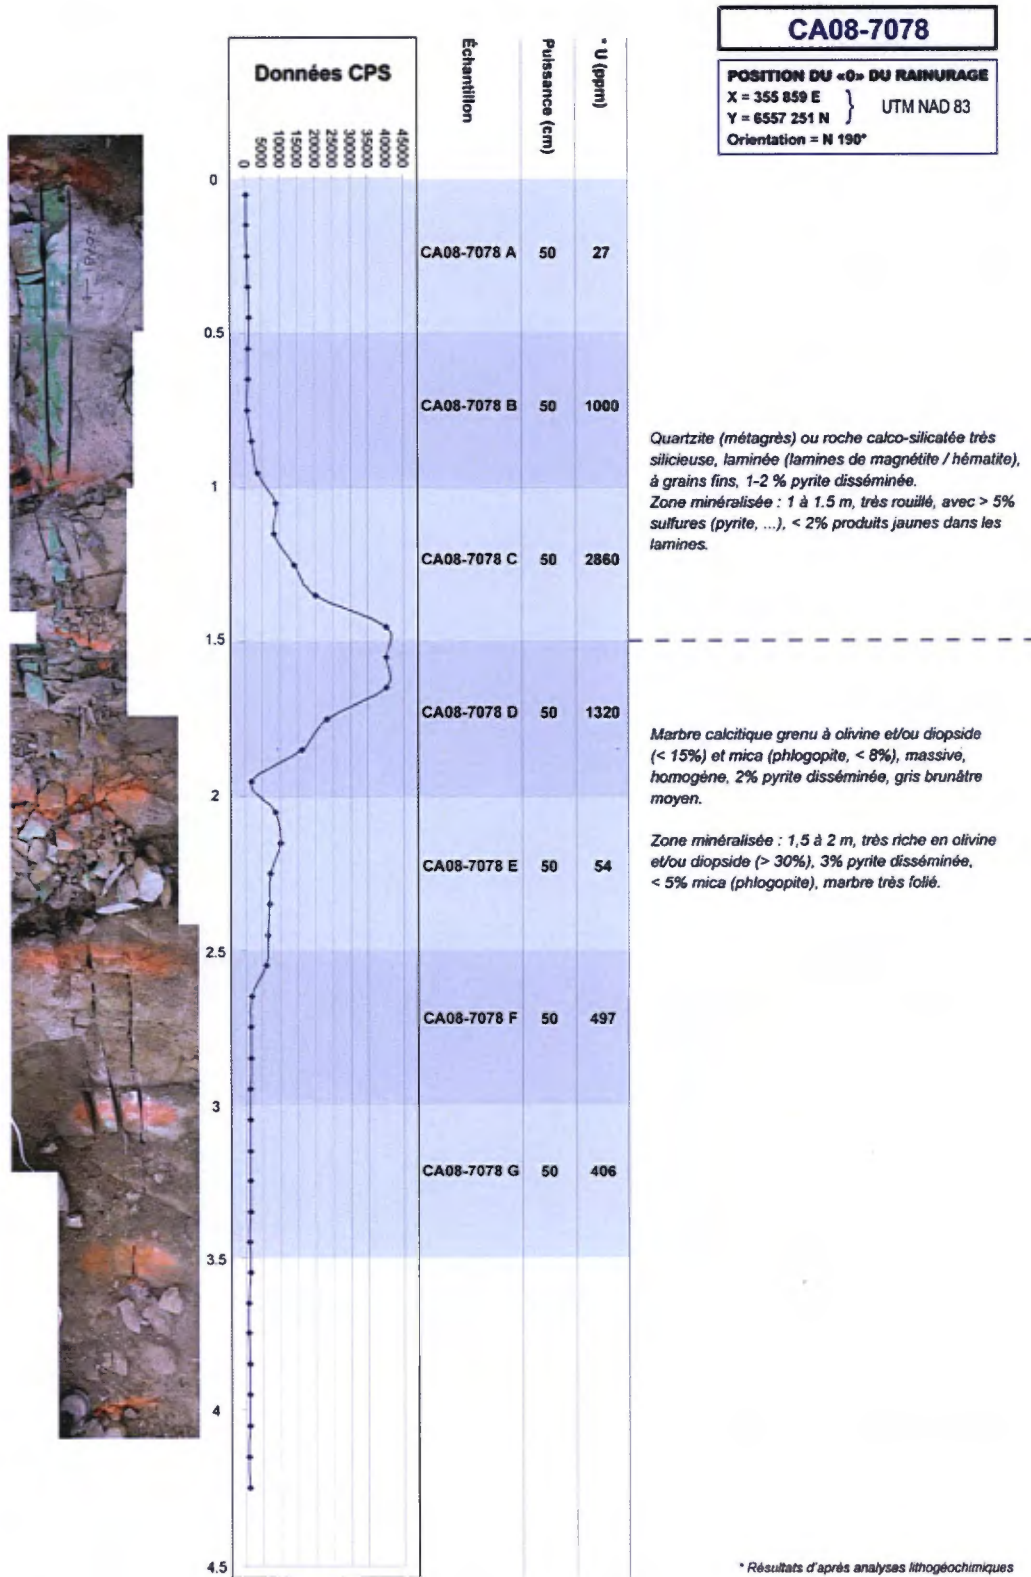 CA08-7078
POSITION DU «0» DU RAINURAGE
X = 355 859 E
Y = 6557 251 N
UTM NAD 83
Orientation = N 190°
Données CPS
Échantillon
Puissance (cm)
* U (ppm)
0 5000 10000 15000 20000 25000 30000 35000 40000 45000
0
CA08-7078 A 50 27
0.5
CA08-7078 B 50 1000
1
CA08-7078 C 50 2860
1.5
CA08-7078 D 50 1320
2
CA08-7078 E 50 54
2.5
CA08-7078 F 50 497
3
CA08-7078 G 50 406
3.5
4
4.5
Quartzite (métagrès) ou roche calco-silicatée très
silicieuse, laminée (lamines de magnétite / hématite),
à grains fins, 1-2 % pyrite disséminée.
Zone minéralisée : 1 à 1.5 m, très rouillé, avec > 5%
sulfures (pyrite, ...), < 2% produits jaunes dans les
lamines.
Marbre calcitique grenu à olivine et/ou diopside
(< 15%) et mica (phlogopite, < 8%), massive,
homogène, 2% pyrite disséminée, gris brunâtre
moyen.
Zone minéralisée : 1,5 à 2 m, très riche en olivine
et/ou diopside (> 30%), 3% pyrite disséminée,
< 5% mica (phlogopite), marbre très folié.
* Résultats d'après analyses lithogéochimiques
7078